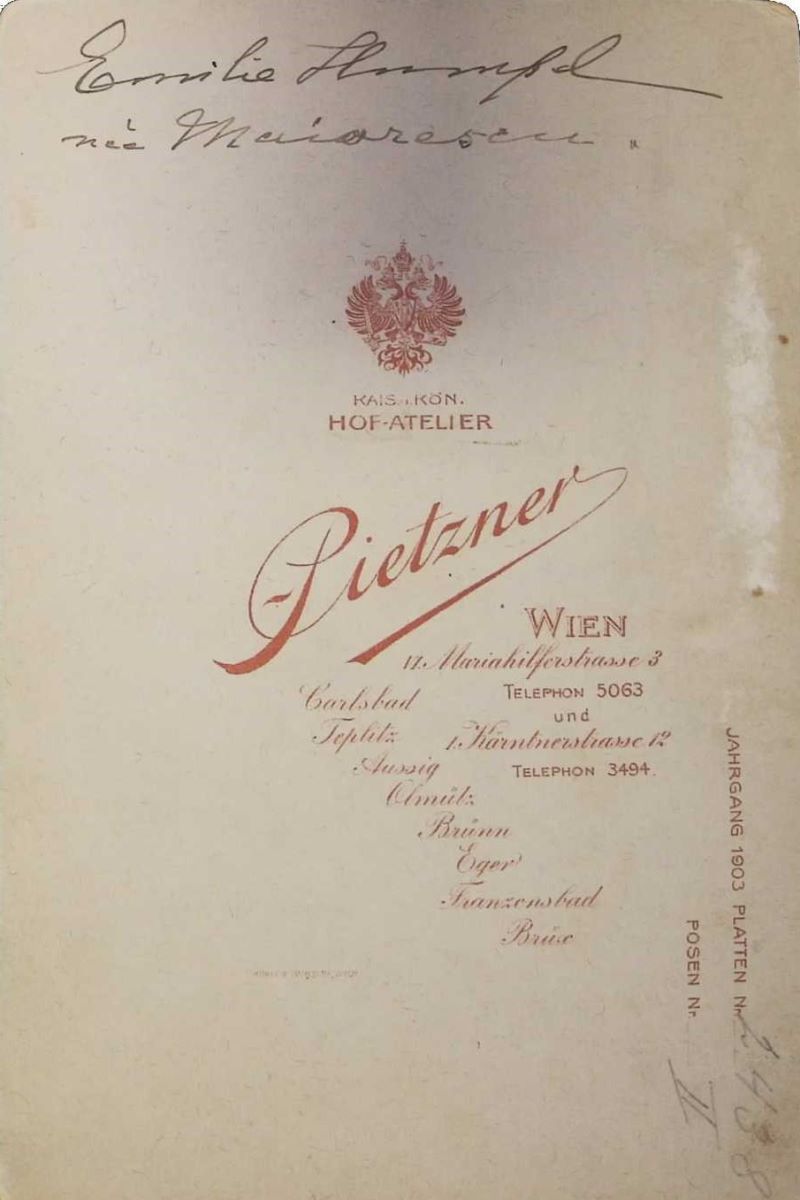 Emilie Humpel
née Maiorescu.
KAIS. U. KÖN.
HOF-ATELIER
Pietzner
WIEN
VI. Mariahilferstrasse 3
TELEPHON 5063
und
I. Kärntnerstrasse 12
TELEPHON 3494.
Carlsbad
Teplitz
Aussig
Olmütz
Brünn
Eger
Franzensbad
Brüx
JAHRGANG 1903 PLATTEN Nr.
POSEN Nr.
II